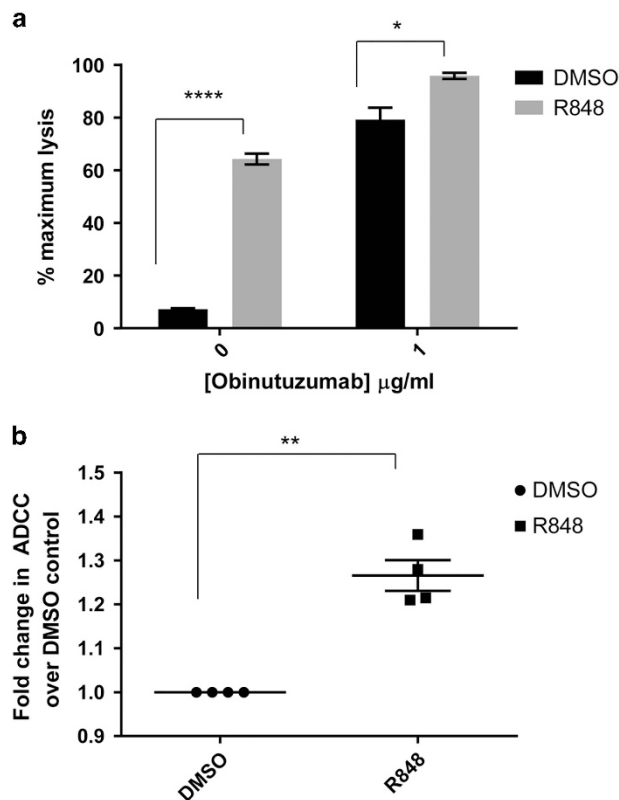 a
*
100
80
60
40
20
0
% maximum lysis
****
DMSO
R848
0
1
[Obinutuzumab] μg/ml
b
**
1.5
1.4
1.3
1.2
1.1
1.0
0.9
Fold change in ADCC
over DMSO control
DMSO
R848
DMSO
R848